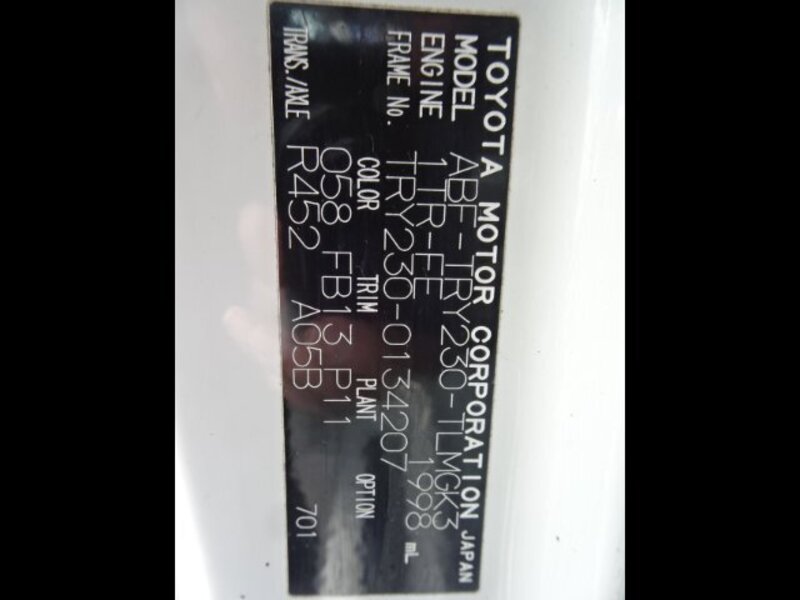 TOYOTA MOTOR CORPORATION JAPAN
MODEL ABF-TRY230-TLMGK3
ENGINE 1TR-FE 1998 mL
FRAME No. TRY230-0134207
COLOR TRIM PLANT OPTION
058 FB13 P11
TRANS./AXLE R452 A05B 701